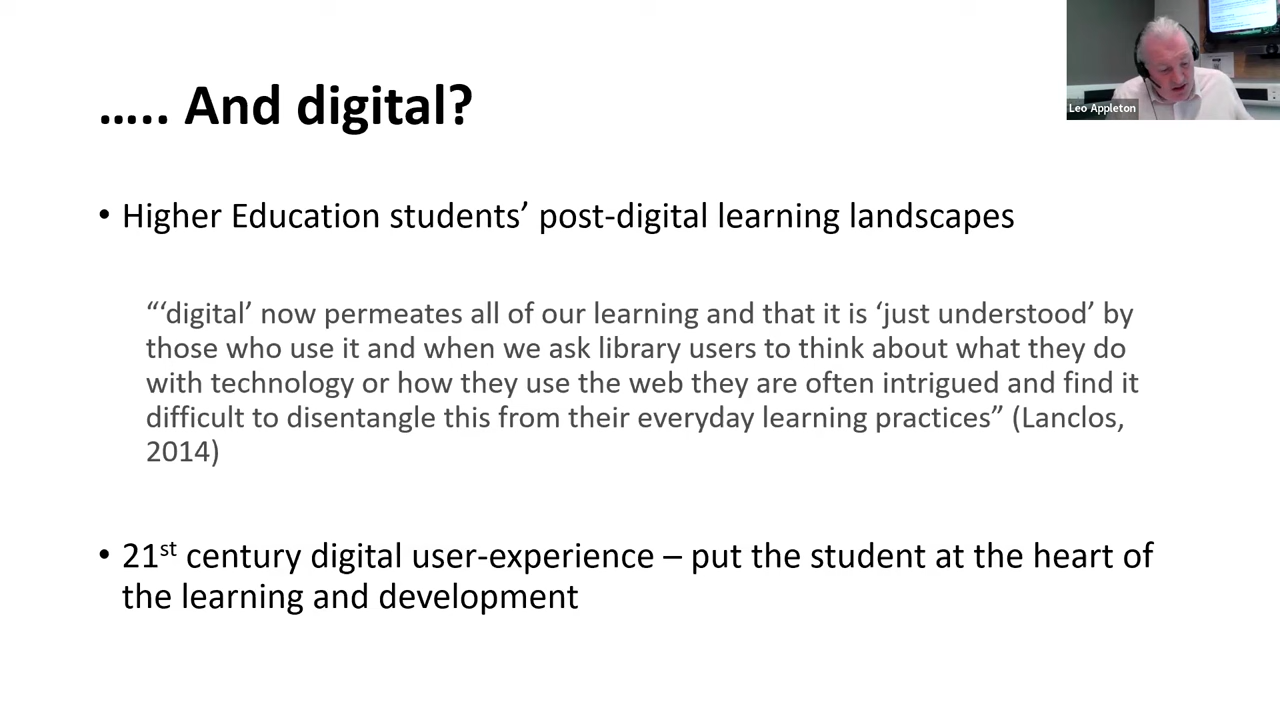 ….. And digital?
Leo Appleton
• Higher Education students’ post-digital learning landscapes
“‘digital’ now permeates all of our learning and that it is ‘just understood’ by
those who use it and when we ask library users to think about what they do
with technology or how they use the web they are often intrigued and find it
difficult to disentangle this from their everyday learning practices” (Lanclos,
2014)
• 21st century digital user-experience – put the student at the heart of
the learning and development